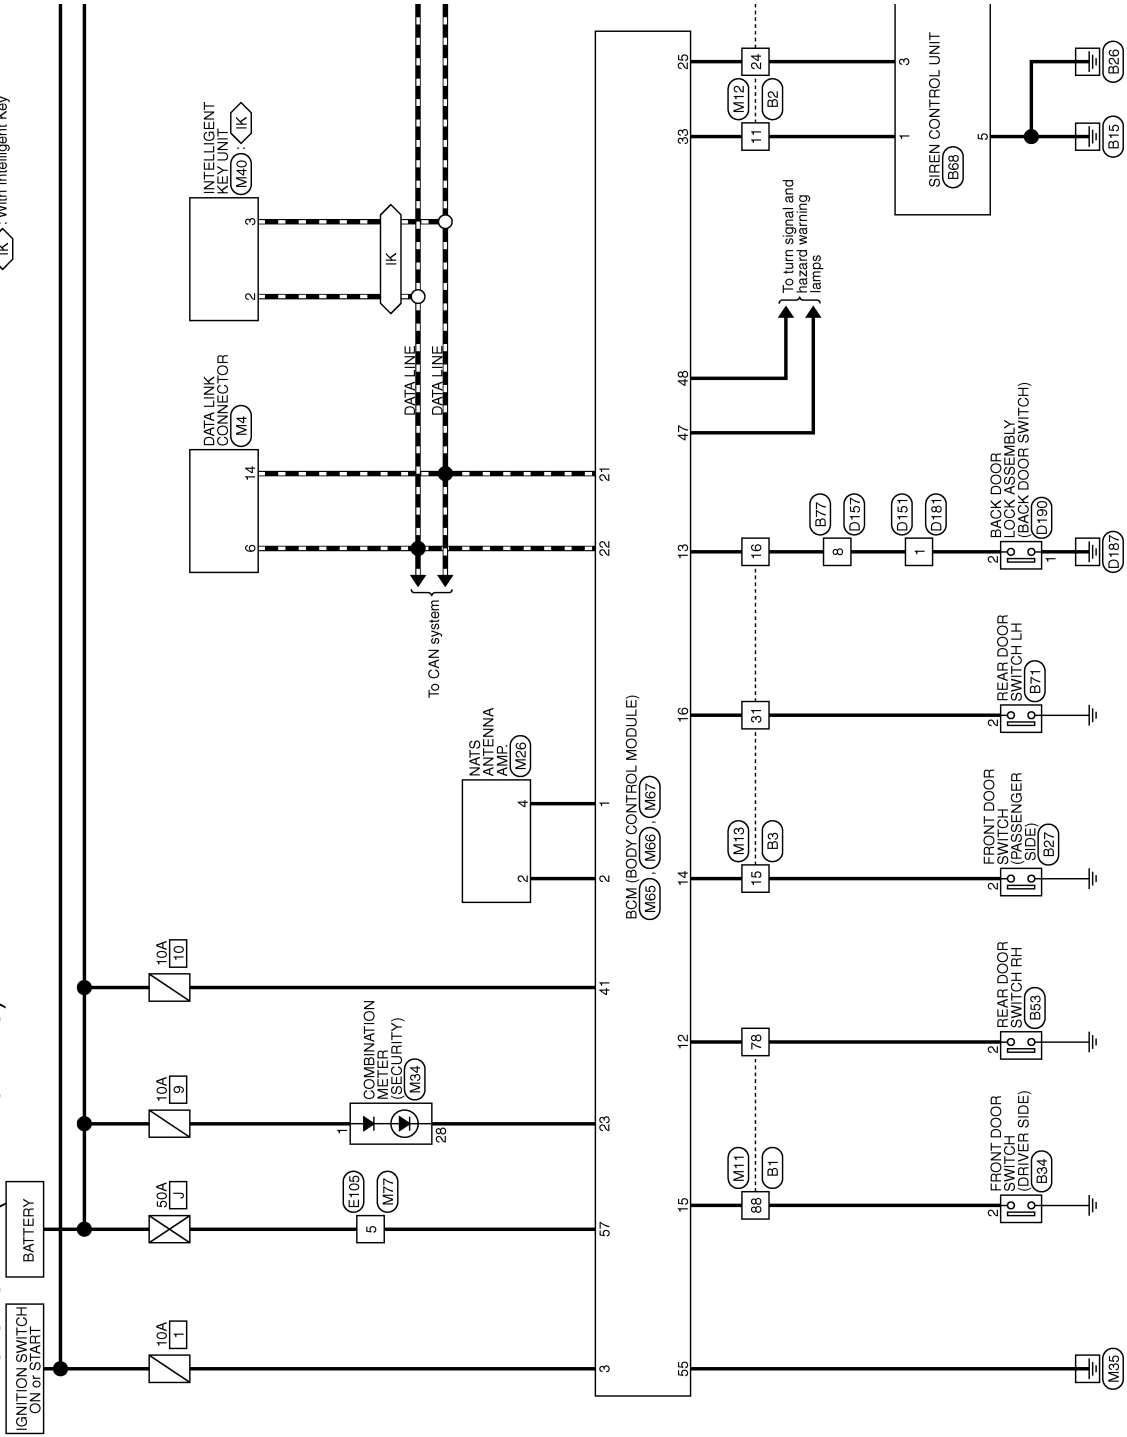 : With Intelligent Key
IK
IGNITION SWITCH
ON or START
BATTERY
10A
1
50A
J
10A
9
10A
10
E105
M77
5
COMBINATION
METER
(SECURITY)
M34
1
28
NATS
ANTENNA
AMP.
M26
2
4
To CAN system
DATA LINK
CONNECTOR
M4
6
14
DATA LINE
DATA LINE
INTELLIGENT
KEY UNIT
M40 : IK
2
3
IK
3
57
23
41
2
1
22
21
BCM (BODY CONTROL MODULE)
M65 , M66 , M67
55
15
12
14
16
13
47
48
33
25
M11
B1
88
78
M13
B3
15
31
16
M12
B2
11
24
B77
D157
8
D151
D181
1
To turn signal and
hazard warning
lamps
SIREN CONTROL UNIT
B68
1
3
5
B15
B26
M35
FRONT DOOR
SWITCH
(DRIVER SIDE)
B34
2
REAR DOOR
SWITCH RH
B53
2
FRONT DOOR
SWITCH
(PASSENGER
SIDE)
B27
2
REAR DOOR
SWITCH LH
B71
2
BACK DOOR
LOCK ASSEMBLY
(BACK DOOR SWITCH)
D190
2
1
D187